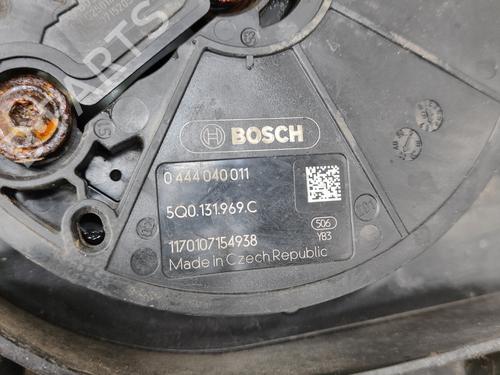 BOSCH
0 444 040 011
5Q0.131.969.C
506
YB3
1170107154938
Made in Czech Republic